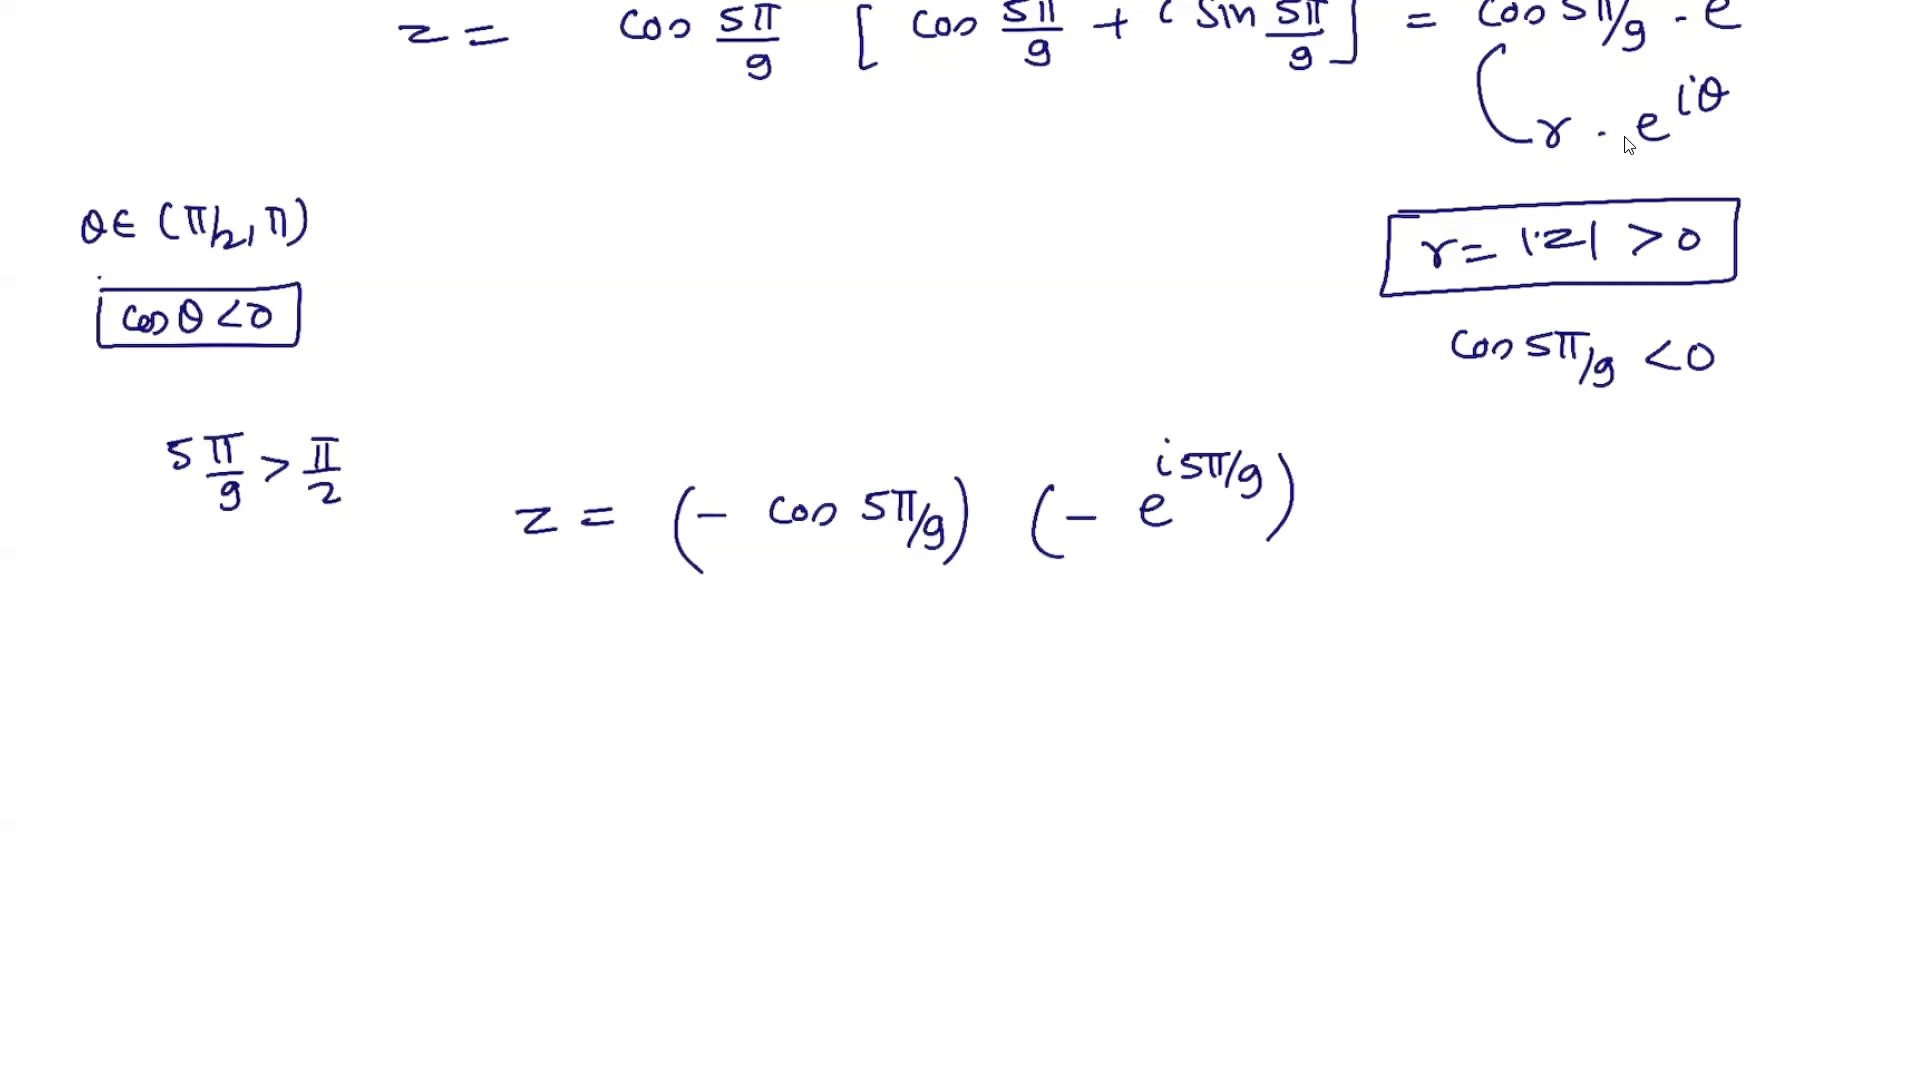 z = cos 5π/9 [ cos 5π/9 + i sin 5π/9 ] = cos 5π/9 · e
r · e^{iθ}
θ ∈ (π/2, π)
r = |z| > 0
cos θ < 0
cos 5π/9 < 0
5π/9 > π/2
z = (- cos 5π/9) (- e^{i5π/9})